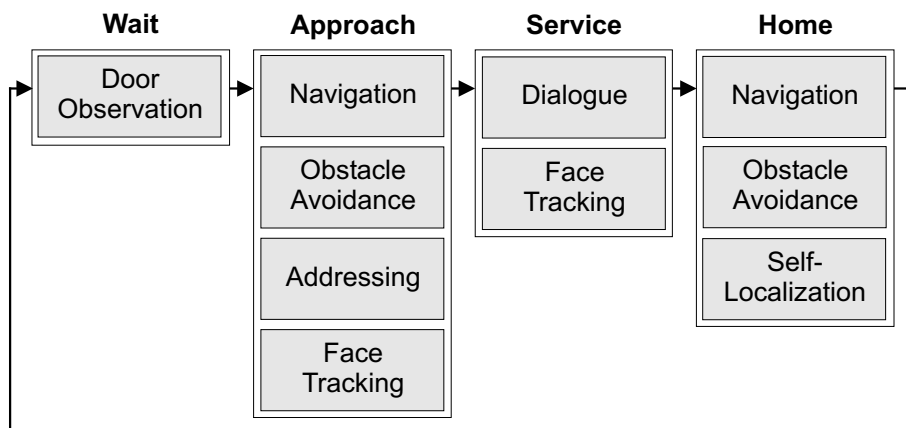 Wait
Door
Observation
Approach
Navigation
Obstacle
Avoidance
Addressing
Face
Tracking
Service
Dialogue
Face
Tracking
Home
Navigation
Obstacle
Avoidance
Self-
Localization